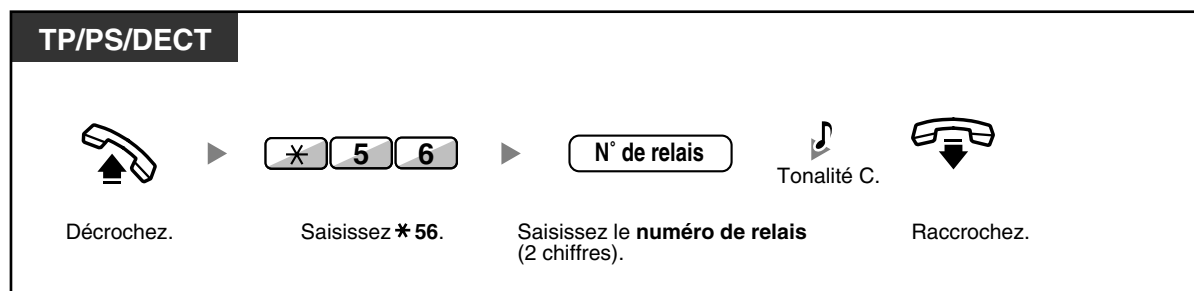 TP/PS/DECT
* 5 6
N° de relais
Tonalité C.
Décrochez.
Saisissez * 56.
Saisissez le numéro de relais
(2 chiffres).
Raccrochez.